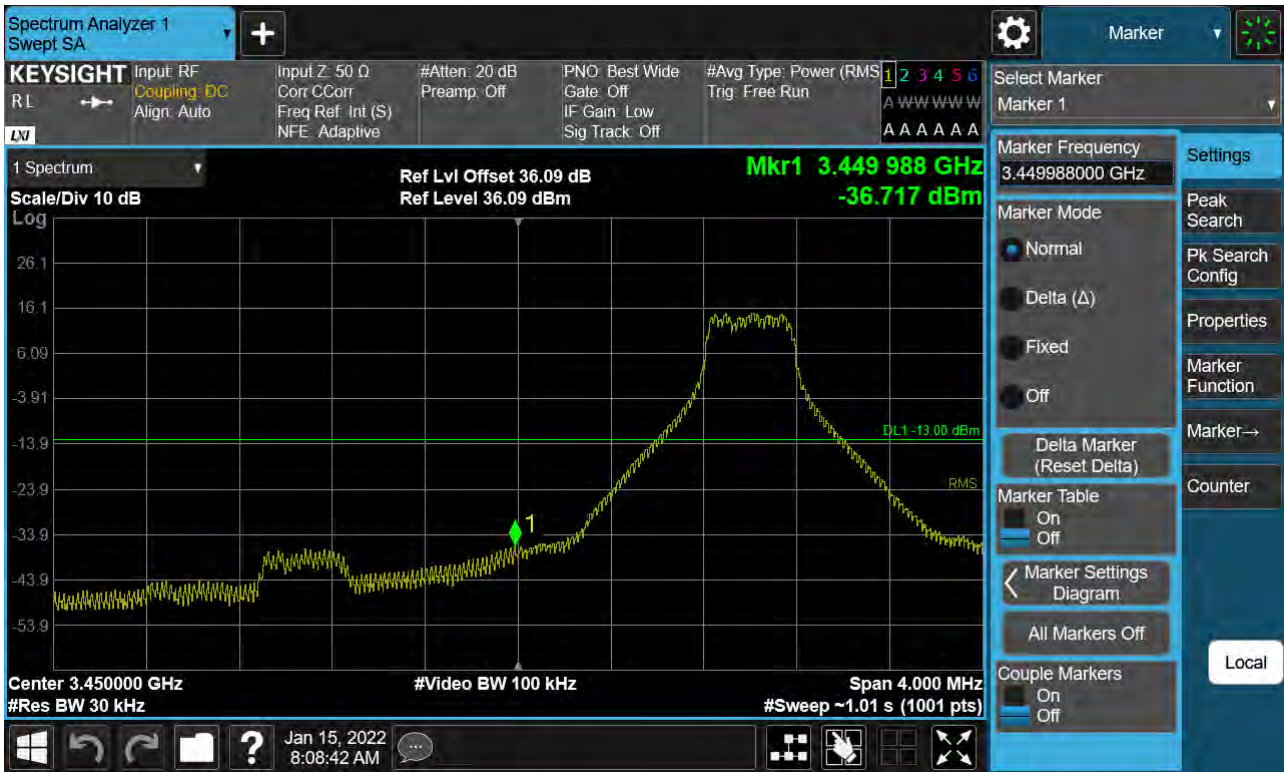 Spectrum Analyzer 1
Swept SA
+
Marker
KEYSIGHT
RL
LXI
Input: RF
Coupling: DC
Align: Auto
Input Z: 50 Ω
Corr CCorr
Freq Ref: Int (S)
NFE: Adaptive
#Atten: 20 dB
Preamp: Off
PNO: Best Wide
Gate: Off
IF Gain: Low
Sig Track: Off
#Avg Type: Power (RMS
Trig: Free Run
1 2 3 4 5 6
A W W W W W
A A A A A A
Select Marker
Marker 1
1 Spectrum
Scale/Div 10 dB
Log
Ref Lvl Offset 36.09 dB
Ref Level 36.09 dBm
Mkr1 3.449 988 GHz
-36.717 dBm
26.1
16.1
6.09
-3.91
-13.9
-23.9
-33.9
-43.9
-53.9
DL1 -13.00 dBm
RMS
1
Center 3.450000 GHz
#Res BW 30 kHz
#Video BW 100 kHz
Span 4.000 MHz
#Sweep ~1.01 s (1001 pts)
Marker Frequency
3.449988000 GHz
Marker Mode
Normal
Delta (Δ)
Fixed
Off
Delta Marker
(Reset Delta)
Marker Table
On
Off
Marker Settings
Diagram
All Markers Off
Couple Markers
On
Off
Settings
Peak
Search
Pk Search
Config
Properties
Marker
Function
Marker→
Counter
Local
?
Jan 15, 2022
8:08:42 AM